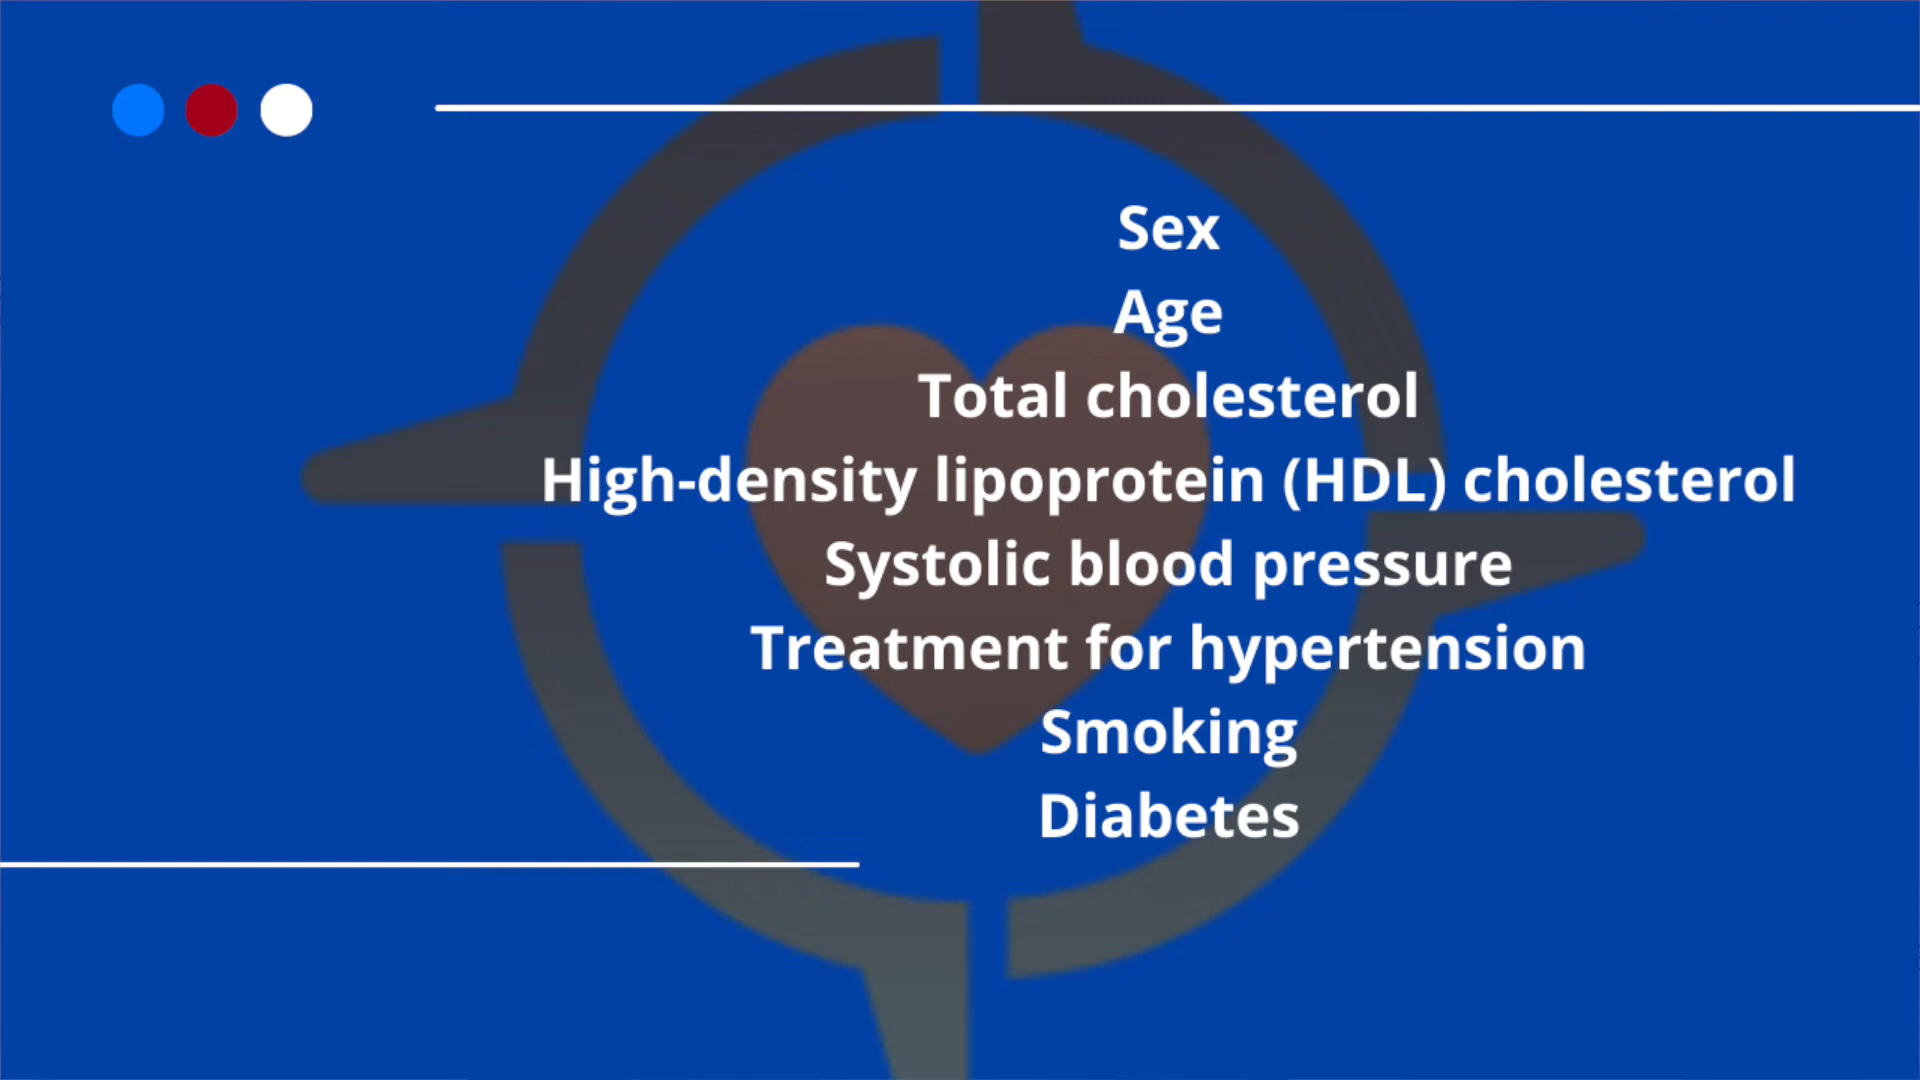 Sex
Age
Total cholesterol
High-density lipoprotein (HDL) cholesterol
Systolic blood pressure
Treatment for hypertension
Smoking
Diabetes